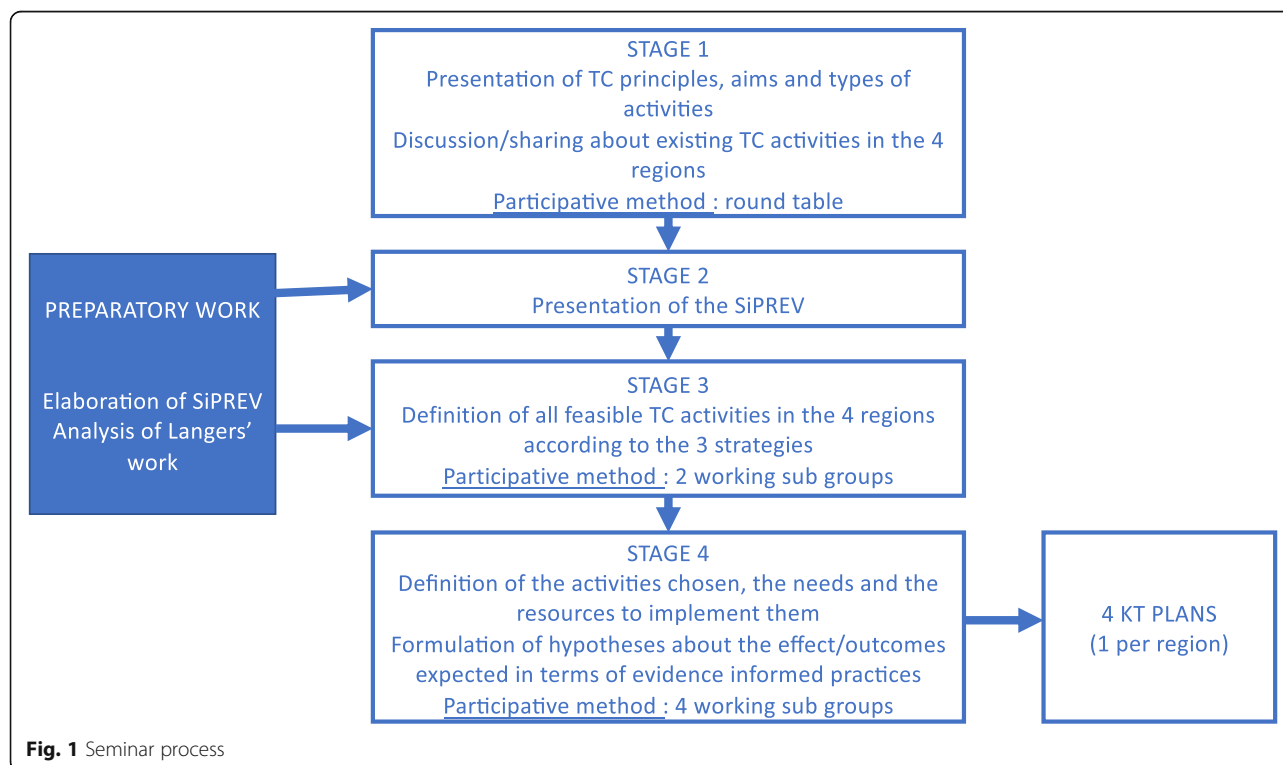 STAGE 1
Presentation of TC principles, aims and types of
activities
Discussion/sharing about existing TC activities in the 4
regions
Participative method : round table
PREPARATORY WORK
Elaboration of SiPREV
Analysis of Langers’
work
STAGE 2
Presentation of the SiPREV
STAGE 3
Definition of all feasible TC activities in the 4 regions
according to the 3 strategies
Participative method : 2 working sub groups
STAGE 4
Definition of the activities chosen, the needs and the
resources to implement them
Formulation of hypotheses about the effect/outcomes
expected in terms of evidence informed practices
Participative method : 4 working sub groups
4 KT PLANS
(1 per region)
Fig. 1 Seminar process